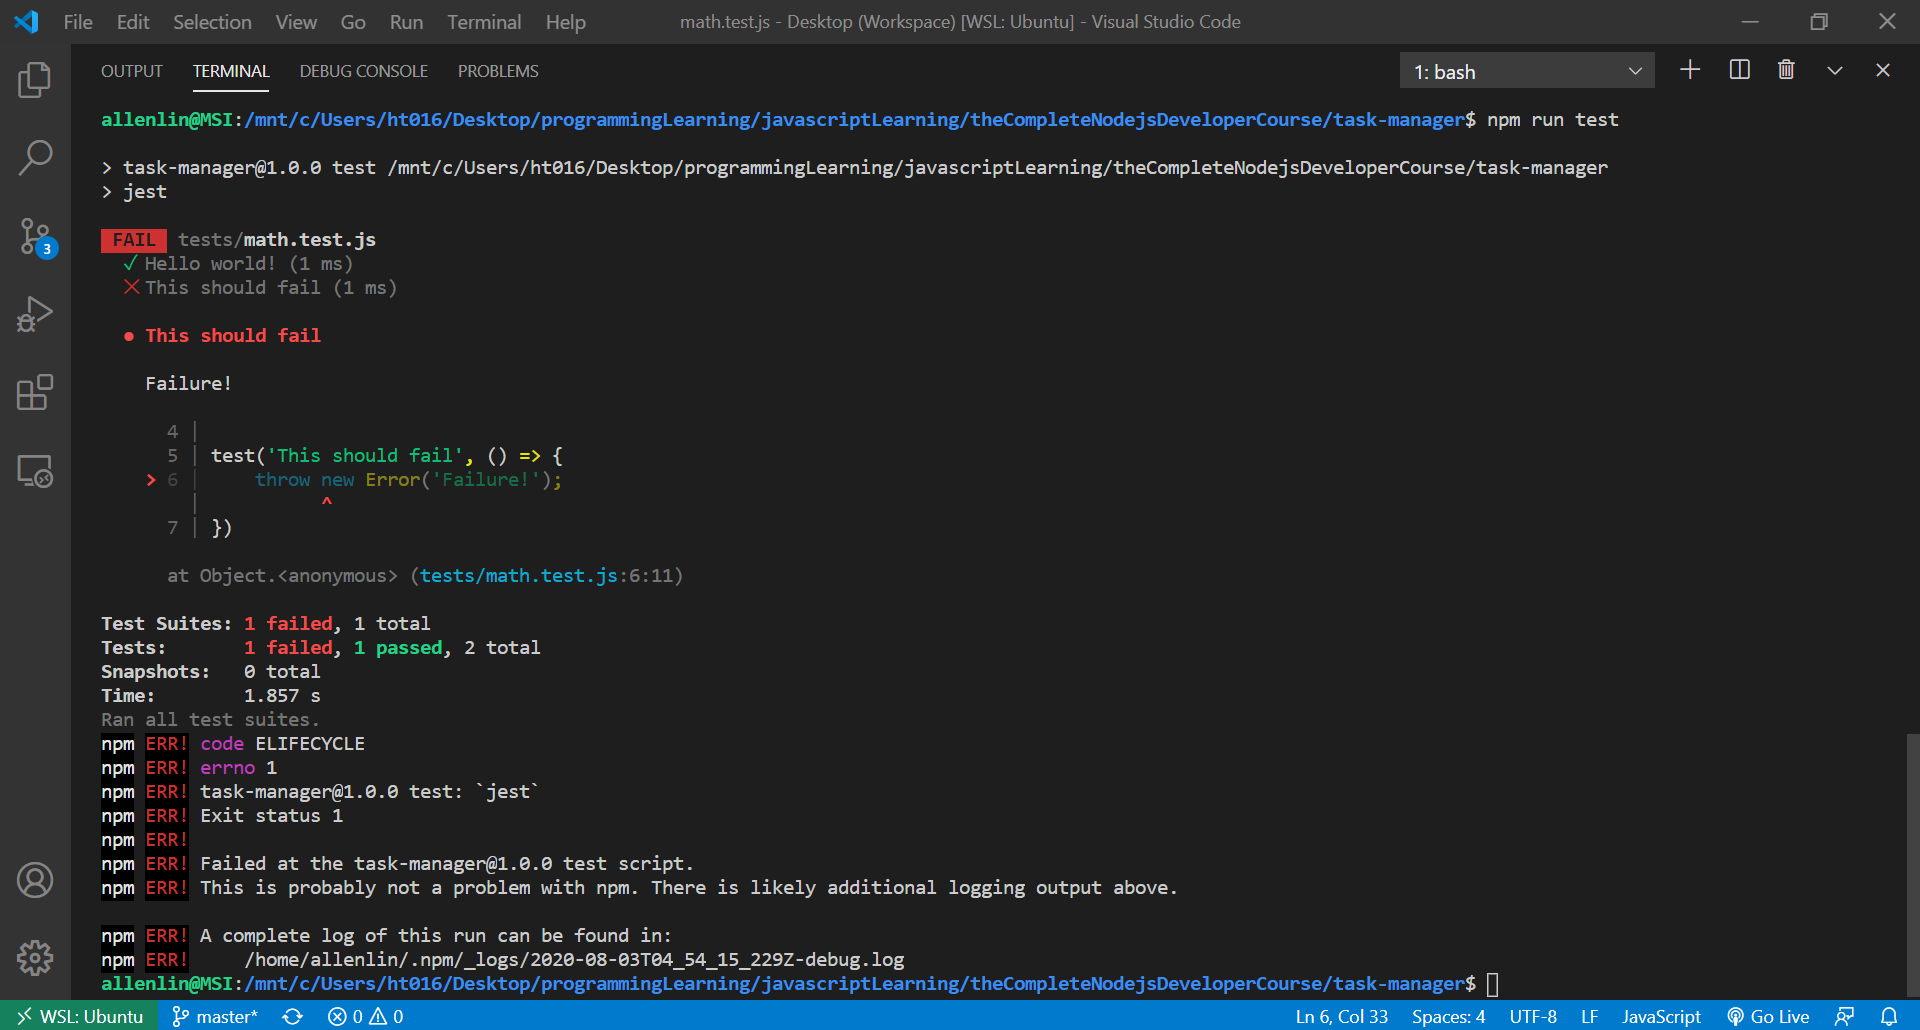 File Edit Selection View Go Run Terminal Help math.test.js - Desktop (Workspace) [WSL: Ubuntu] - Visual Studio Code
OUTPUT TERMINAL DEBUG CONSOLE PROBLEMS 1: bash
allenlin@MSI:/mnt/c/Users/ht016/Desktop/programmingLearning/javascriptLearning/theCompleteNodejsDeveloperCourse/task-manager$ npm run test
> task-manager@1.0.0 test /mnt/c/Users/ht016/Desktop/programmingLearning/javascriptLearning/theCompleteNodejsDeveloperCourse/task-manager
> jest
FAIL tests/math.test.js
✓ Hello world! (1 ms)
✕ This should fail (1 ms)
● This should fail
Failure!
4 |
5 | test('This should fail', () => {
> 6 | throw new Error('Failure!');
| ^
7 | })
at Object.<anonymous> (tests/math.test.js:6:11)
Test Suites: 1 failed, 1 total
Tests: 1 failed, 1 passed, 2 total
Snapshots: 0 total
Time: 1.857 s
Ran all test suites.
npm ERR! code ELIFECYCLE
npm ERR! errno 1
npm ERR! task-manager@1.0.0 test: `jest`
npm ERR! Exit status 1
npm ERR!
npm ERR! Failed at the task-manager@1.0.0 test script.
npm ERR! This is probably not a problem with npm. There is likely additional logging output above.
npm ERR! A complete log of this run can be found in:
npm ERR! /home/allenlin/.npm/_logs/2020-08-03T04_54_15_229Z-debug.log
allenlin@MSI:/mnt/c/Users/ht016/Desktop/programmingLearning/javascriptLearning/theCompleteNodejsDeveloperCourse/task-manager$
3
WSL: Ubuntu master* 0 0 Ln 6, Col 33 Spaces: 4 UTF-8 LF JavaScript Go Live